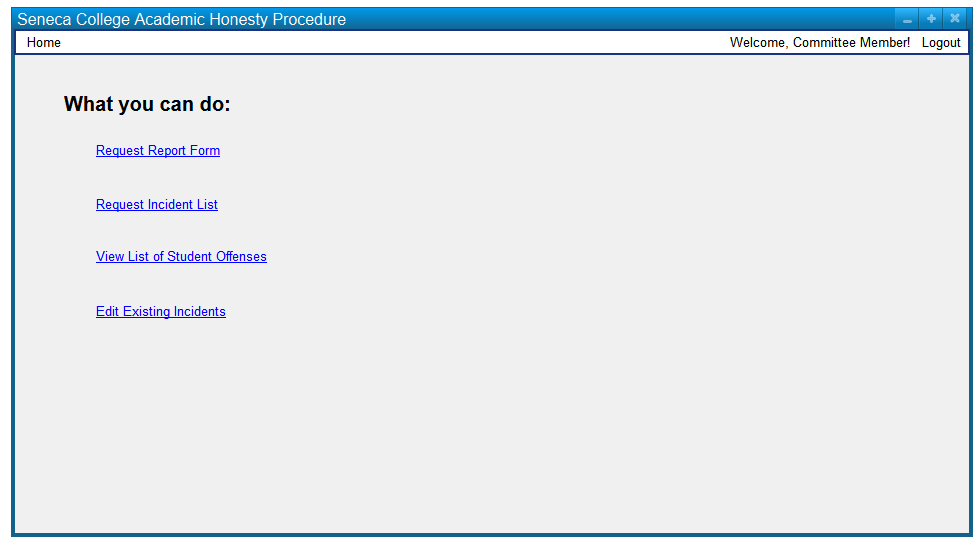 Seneca College Academic Honesty Procedure
Home Welcome, Committee Member! Logout
What you can do:
Request Report Form
Request Incident List
View List of Student Offenses
Edit Existing Incidents